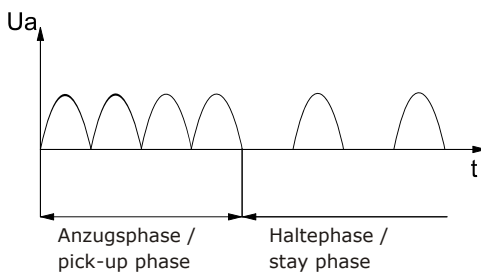 Ua
t
Anzugsphase /
pick-up phase
Haltephase /
stay phase